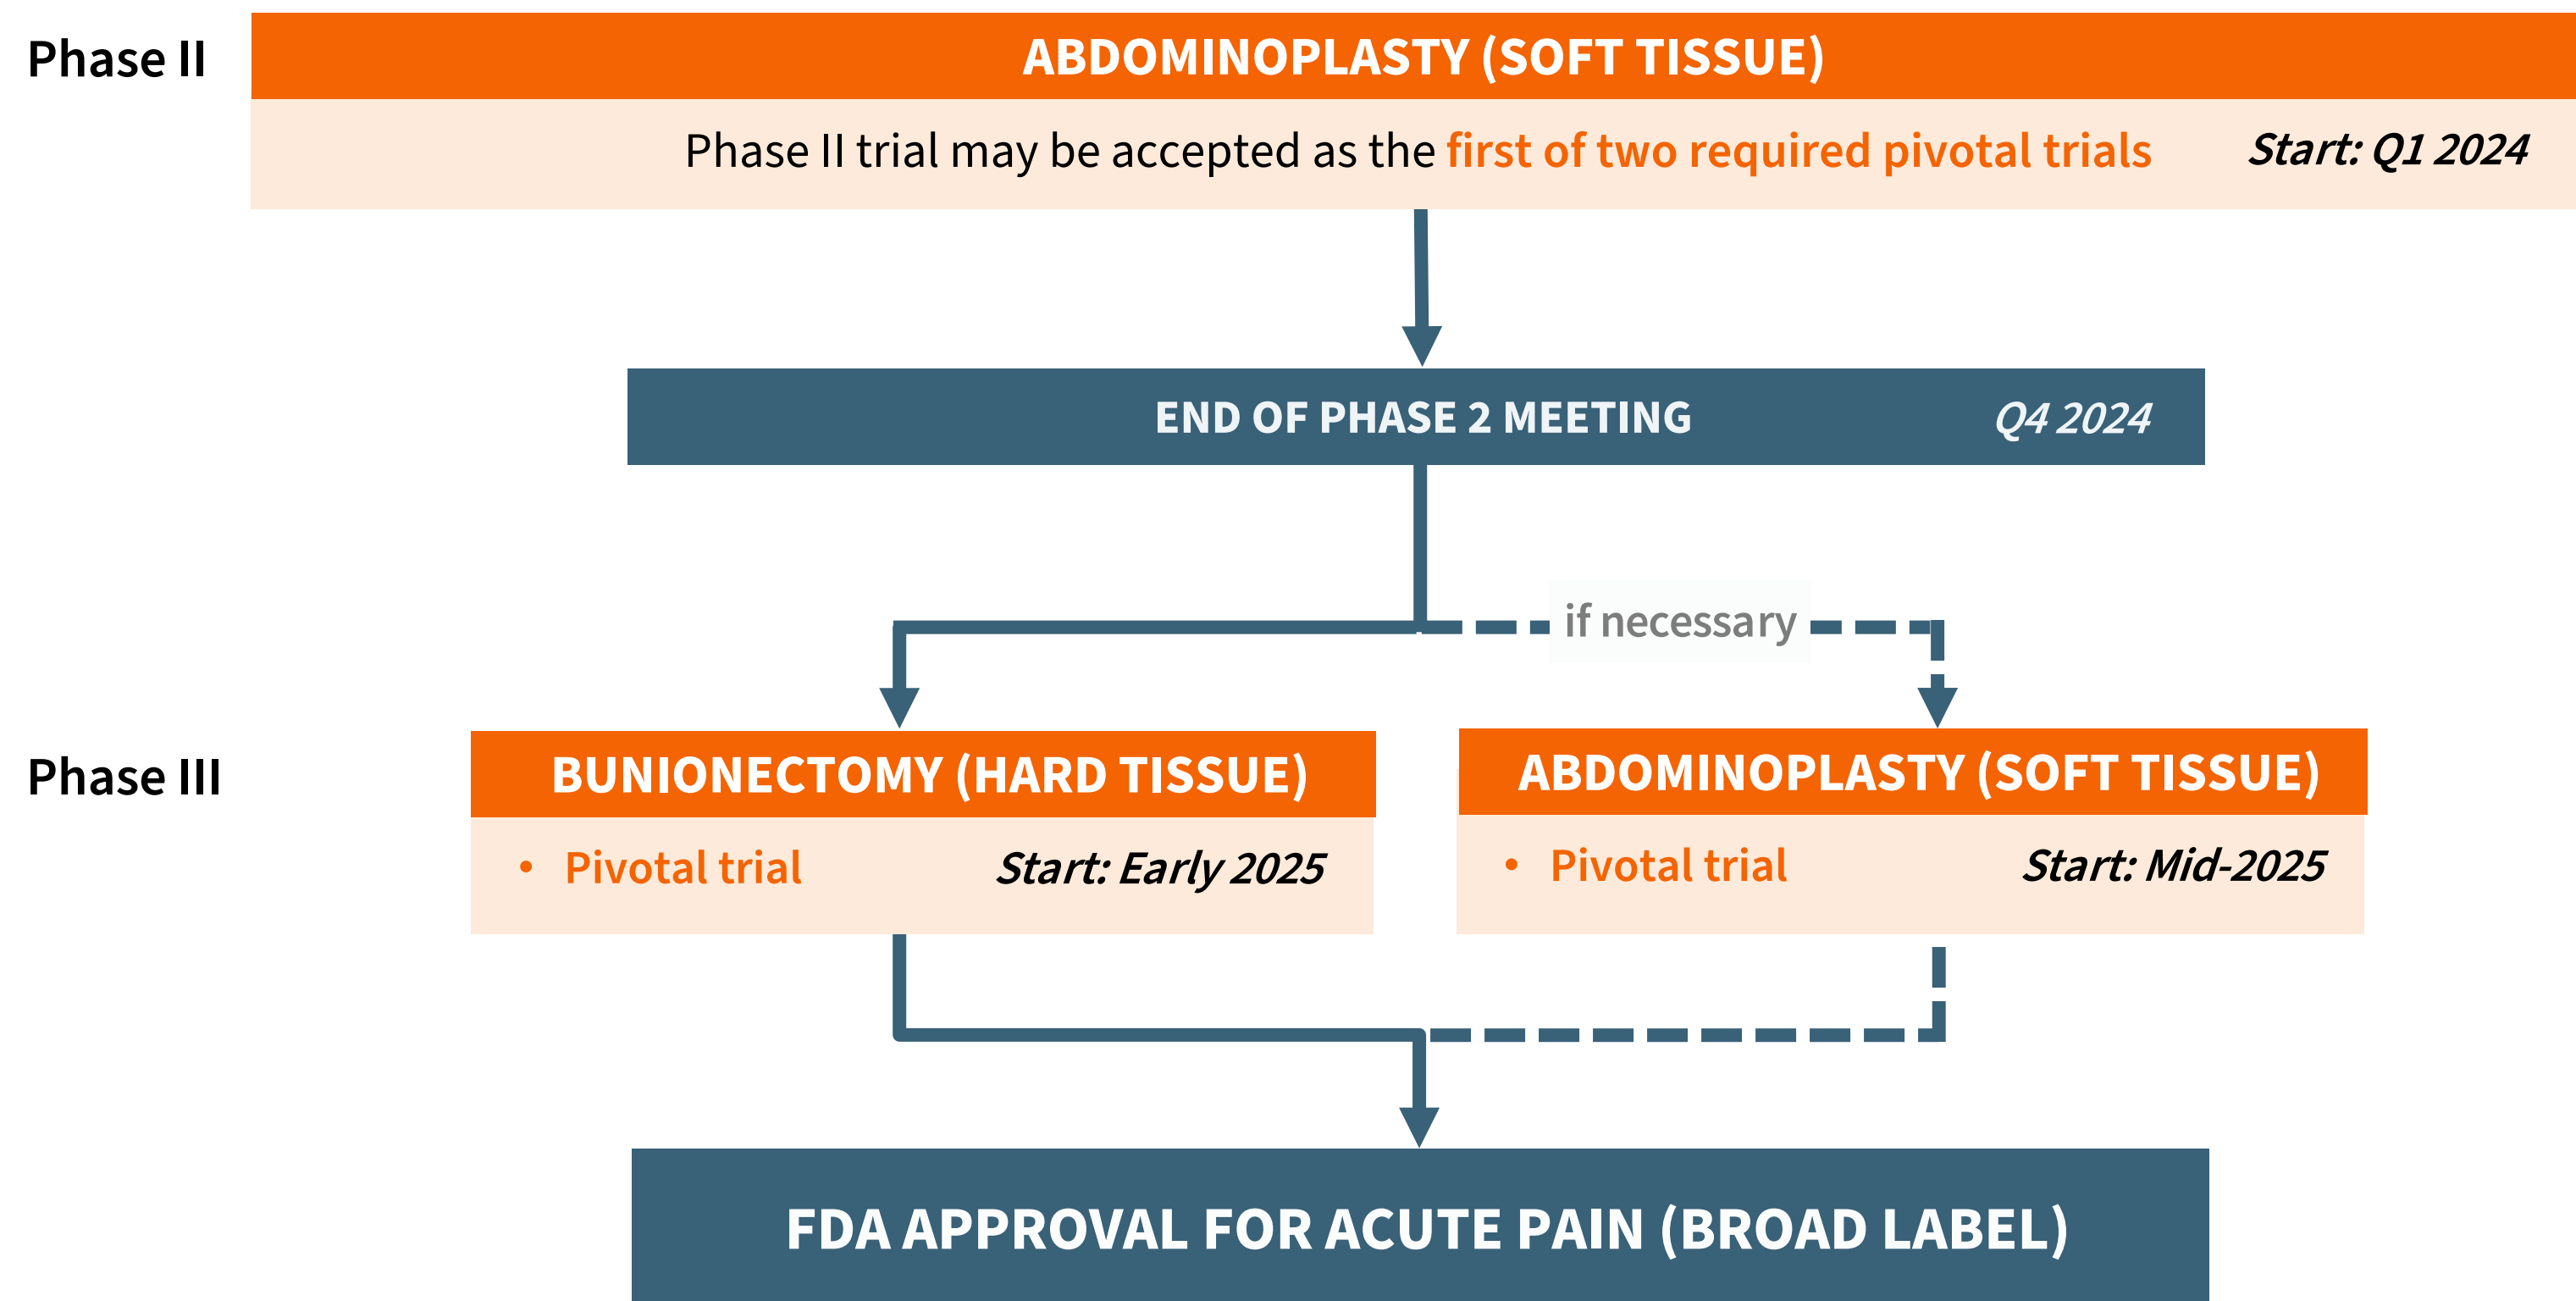 Phase II
ABDOMINOPLASTY (SOFT TISSUE)
Phase II trial may be accepted as the first of two required pivotal trials
Start: Q1 2024
END OF PHASE 2 MEETING
Q4 2024
if necessary
Phase III
BUNIONECTOMY (HARD TISSUE)
• Pivotal trial
Start: Early 2025
ABDOMINOPLASTY (SOFT TISSUE)
• Pivotal trial
Start: Mid-2025
FDA APPROVAL FOR ACUTE PAIN (BROAD LABEL)